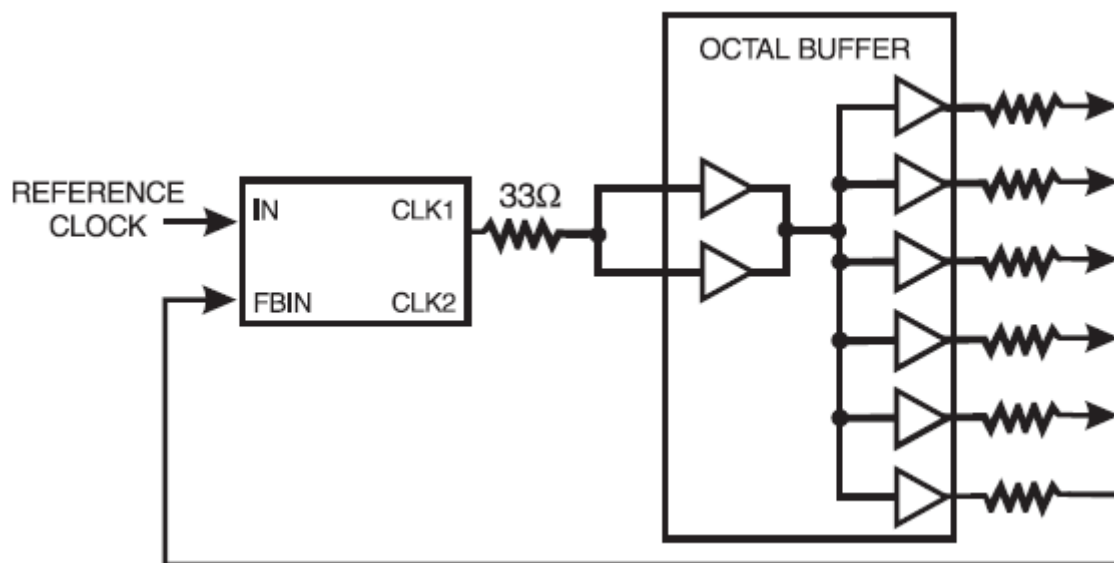 OCTAL BUFFER
REFERENCE
CLOCK
IN
CLK1
33Ω
FBIN
CLK2